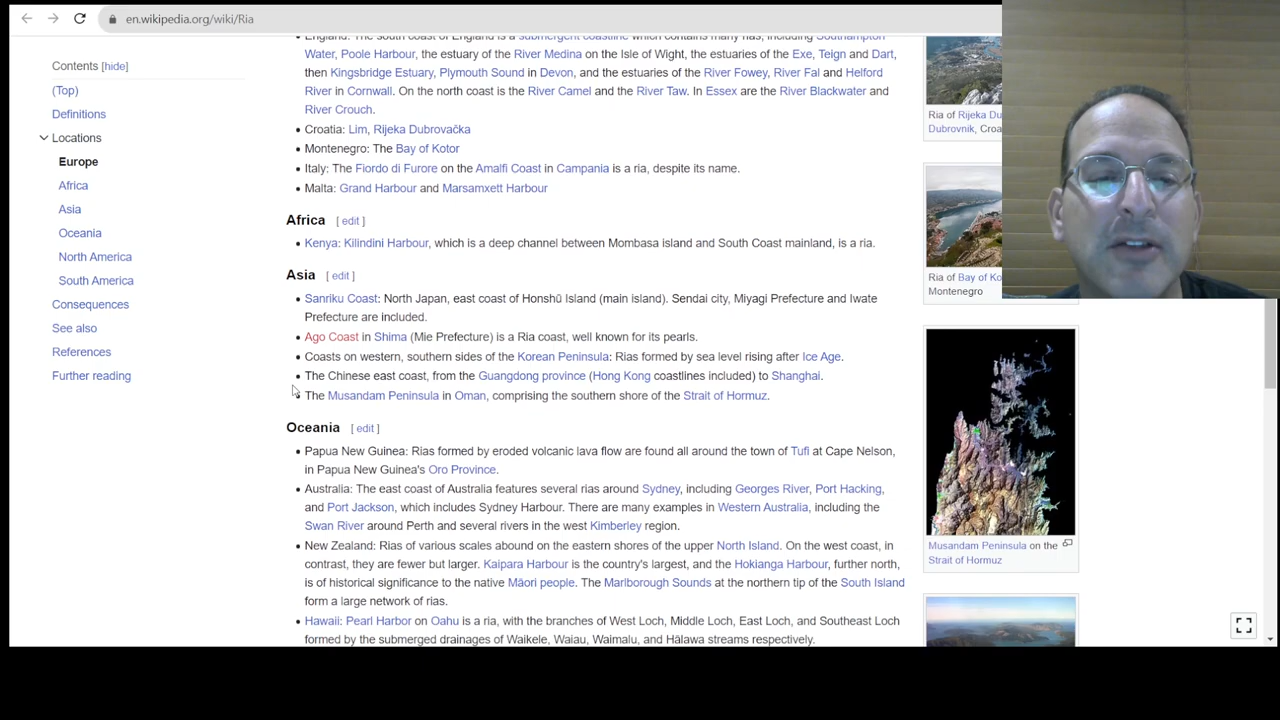 en.wikipedia.org/wiki/Ria
Contents [hide]
(Top)
Definitions
Locations
Europe
Africa
Asia
Oceania
North America
South America
Consequences
See also
References
Further reading
England: The south coast of England is a submergent coastline which contains many rias, including Southampton
Water, Poole Harbour, the estuary of the River Medina on the Isle of Wight, the estuaries of the Exe, Teign and Dart,
then Kingsbridge Estuary, Plymouth Sound in Devon, and the estuaries of the River Fowey, River Fal and Helford
River in Cornwall. On the north coast is the River Camel and the River Taw. In Essex are the River Blackwater and
River Crouch.
• Croatia: Lim, Rijeka Dubrovačka
• Montenegro: The Bay of Kotor
• Italy: The Fiordo di Furore on the Amalfi Coast in Campania is a ria, despite its name.
• Malta: Grand Harbour and Marsamxett Harbour
Africa [ edit ]
• Kenya: Kilindini Harbour, which is a deep channel between Mombasa island and South Coast mainland, is a ria.
Asia [ edit ]
• Sanriku Coast: North Japan, east coast of Honshū Island (main island). Sendai city, Miyagi Prefecture and Iwate
Prefecture are included.
• Ago Coast in Shima (Mie Prefecture) is a Ria coast, well known for its pearls.
• Coasts on western, southern sides of the Korean Peninsula: Rias formed by sea level rising after Ice Age.
• The Chinese east coast, from the Guangdong province (Hong Kong coastlines included) to Shanghai.
• The Musandam Peninsula in Oman, comprising the southern shore of the Strait of Hormuz.
Oceania [ edit ]
• Papua New Guinea: Rias formed by eroded volcanic lava flow are found all around the town of Tufi at Cape Nelson,
in Papua New Guinea's Oro Province.
• Australia: The east coast of Australia features several rias around Sydney, including Georges River, Port Hacking,
and Port Jackson, which includes Sydney Harbour. There are many examples in Western Australia, including the
Swan River around Perth and several rivers in the west Kimberley region.
• New Zealand: Rias of various scales abound on the eastern shores of the upper North Island. On the west coast, in
contrast, they are fewer but larger. Kaipara Harbour is the country's largest, and the Hokianga Harbour, further north,
is of historical significance to the native Māori people. The Marlborough Sounds at the northern tip of the South Island
form a large network of rias.
• Hawaii: Pearl Harbor on Oahu is a ria, with the branches of West Loch, Middle Loch, East Loch, and Southeast Loch
formed by the submerged drainages of Waikele, Waiau, Waimalu, and Hālawa streams respectively.
Ria of Rijeka Du
Dubrovnik, Croa
Ria of Bay of Ko
Montenegro
Musandam Peninsula on the
Strait of Hormuz